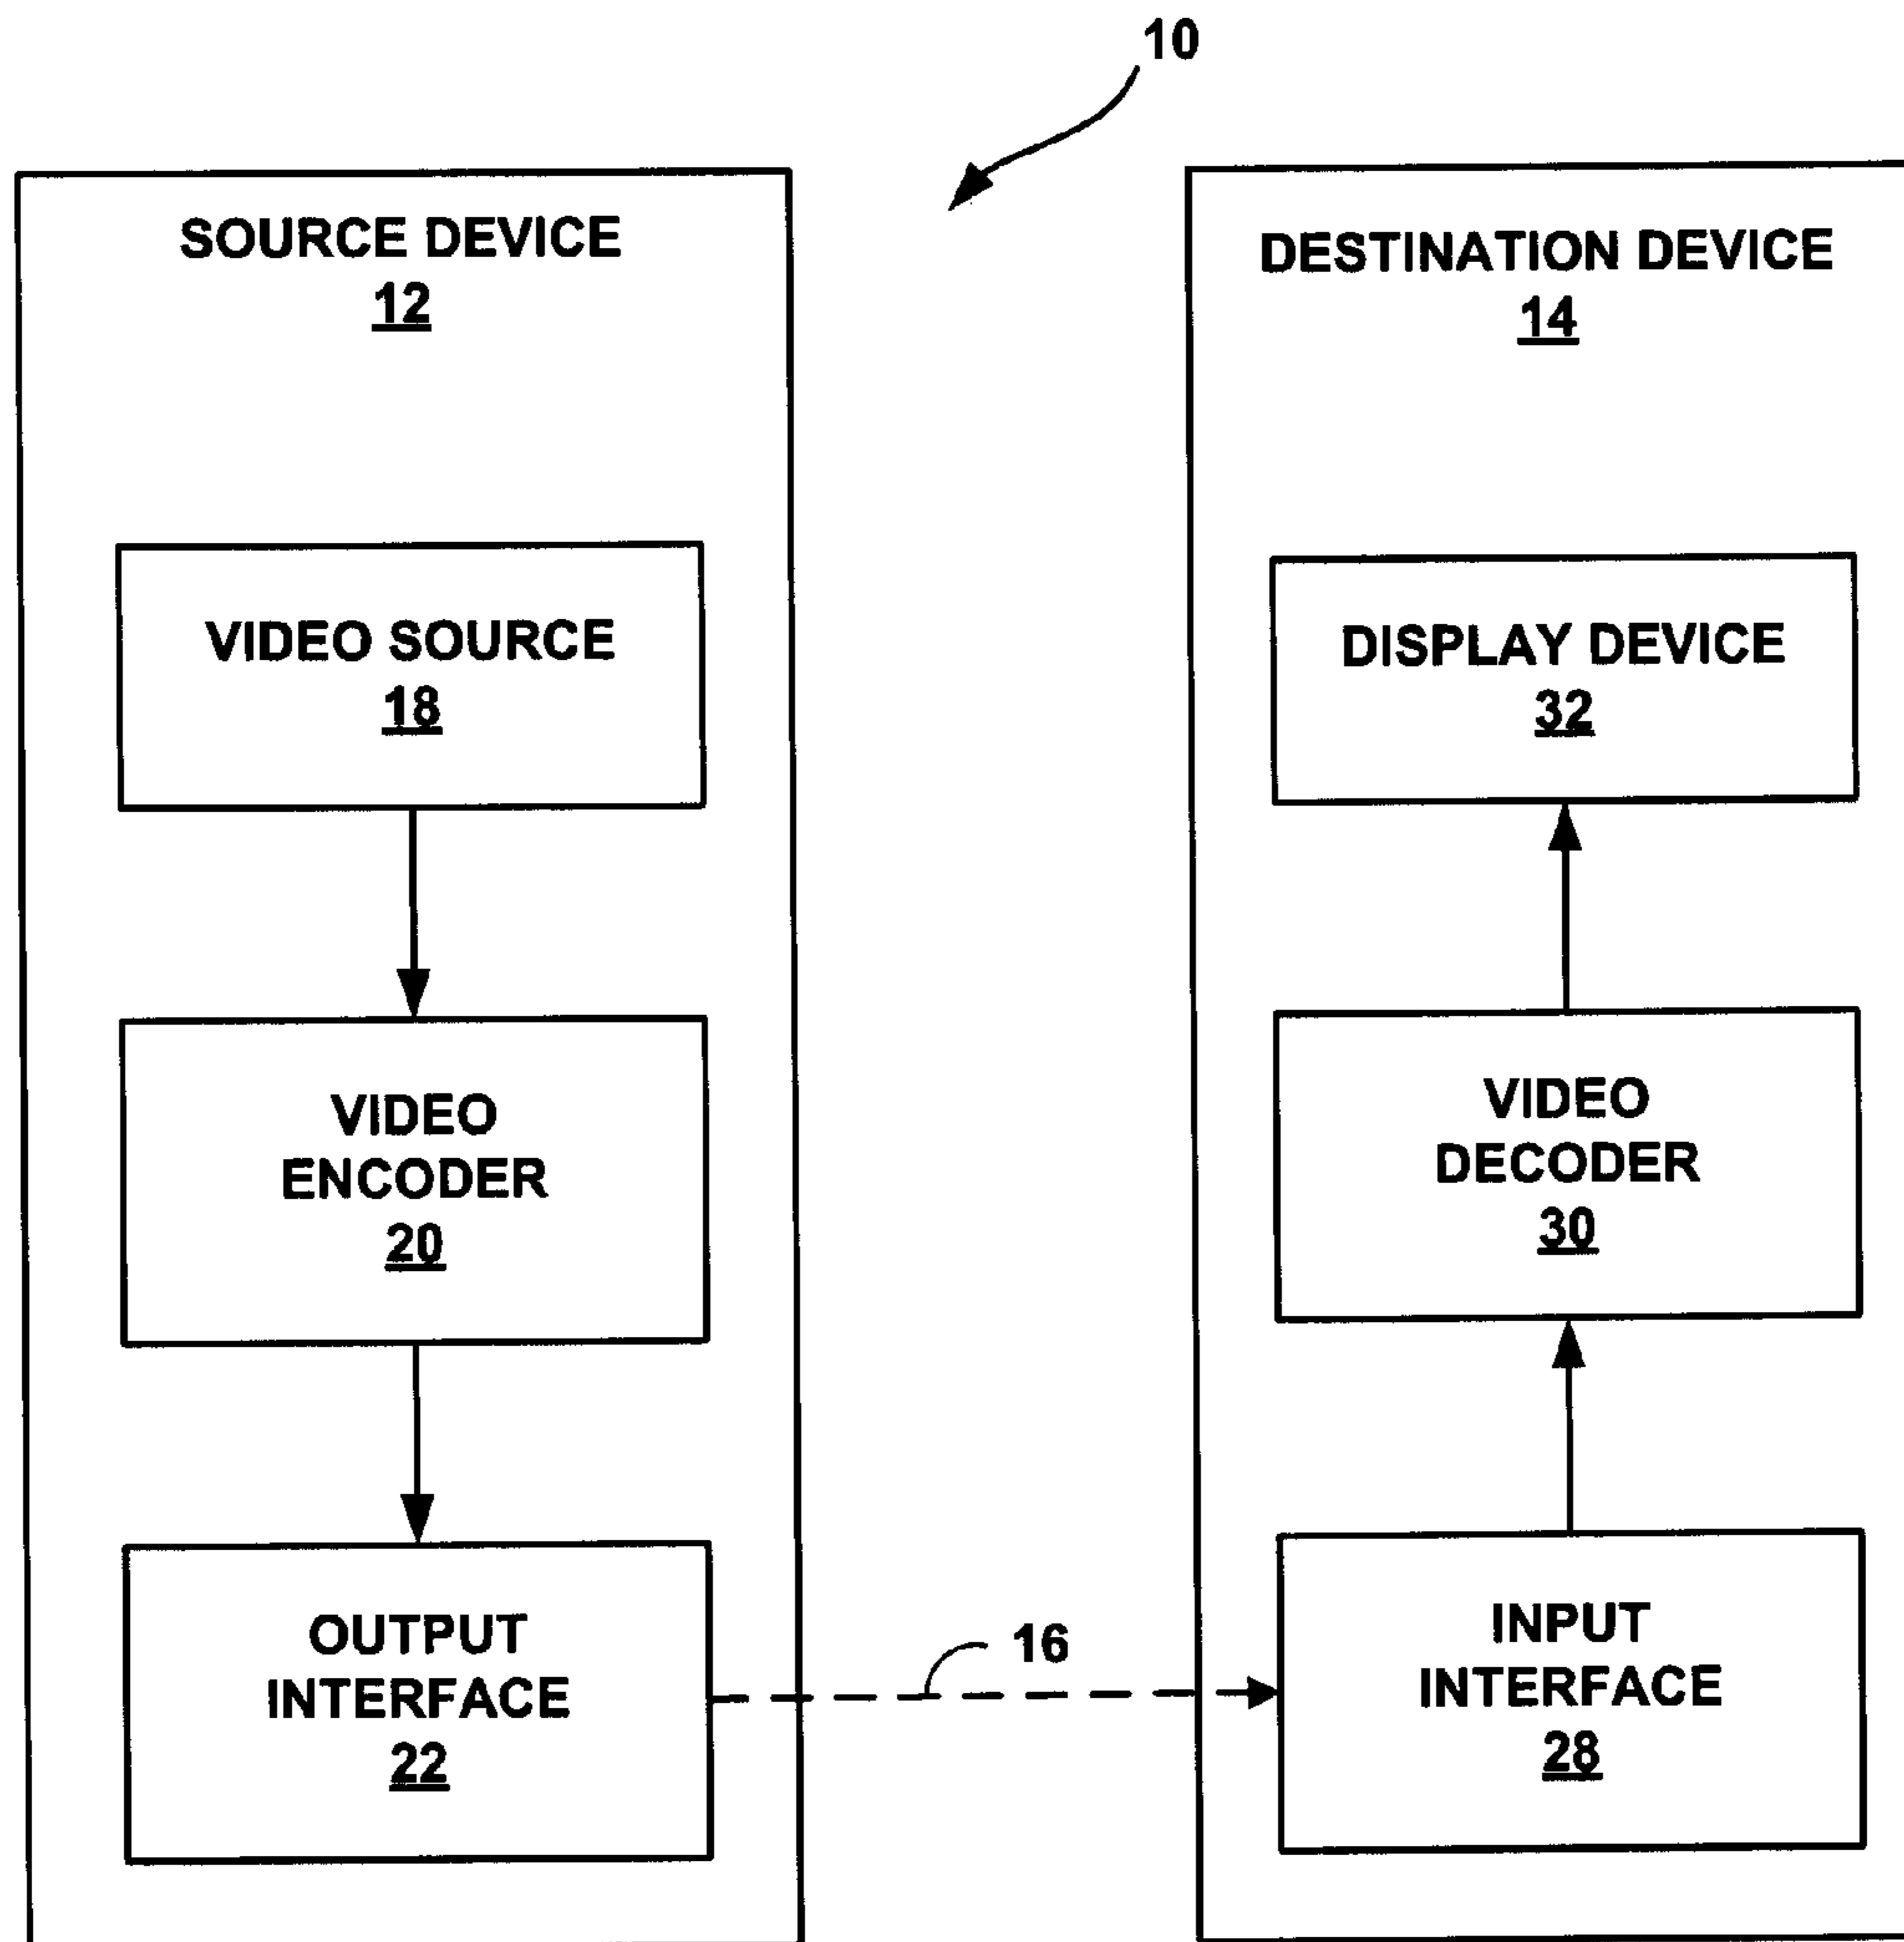 10
SOURCE DEVICE
12
VIDEO SOURCE
18
VIDEO
ENCODER
20
OUTPUT
INTERFACE
22
16
DESTINATION DEVICE
14
DISPLAY DEVICE
32
VIDEO
DECODER
30
INPUT
INTERFACE
28